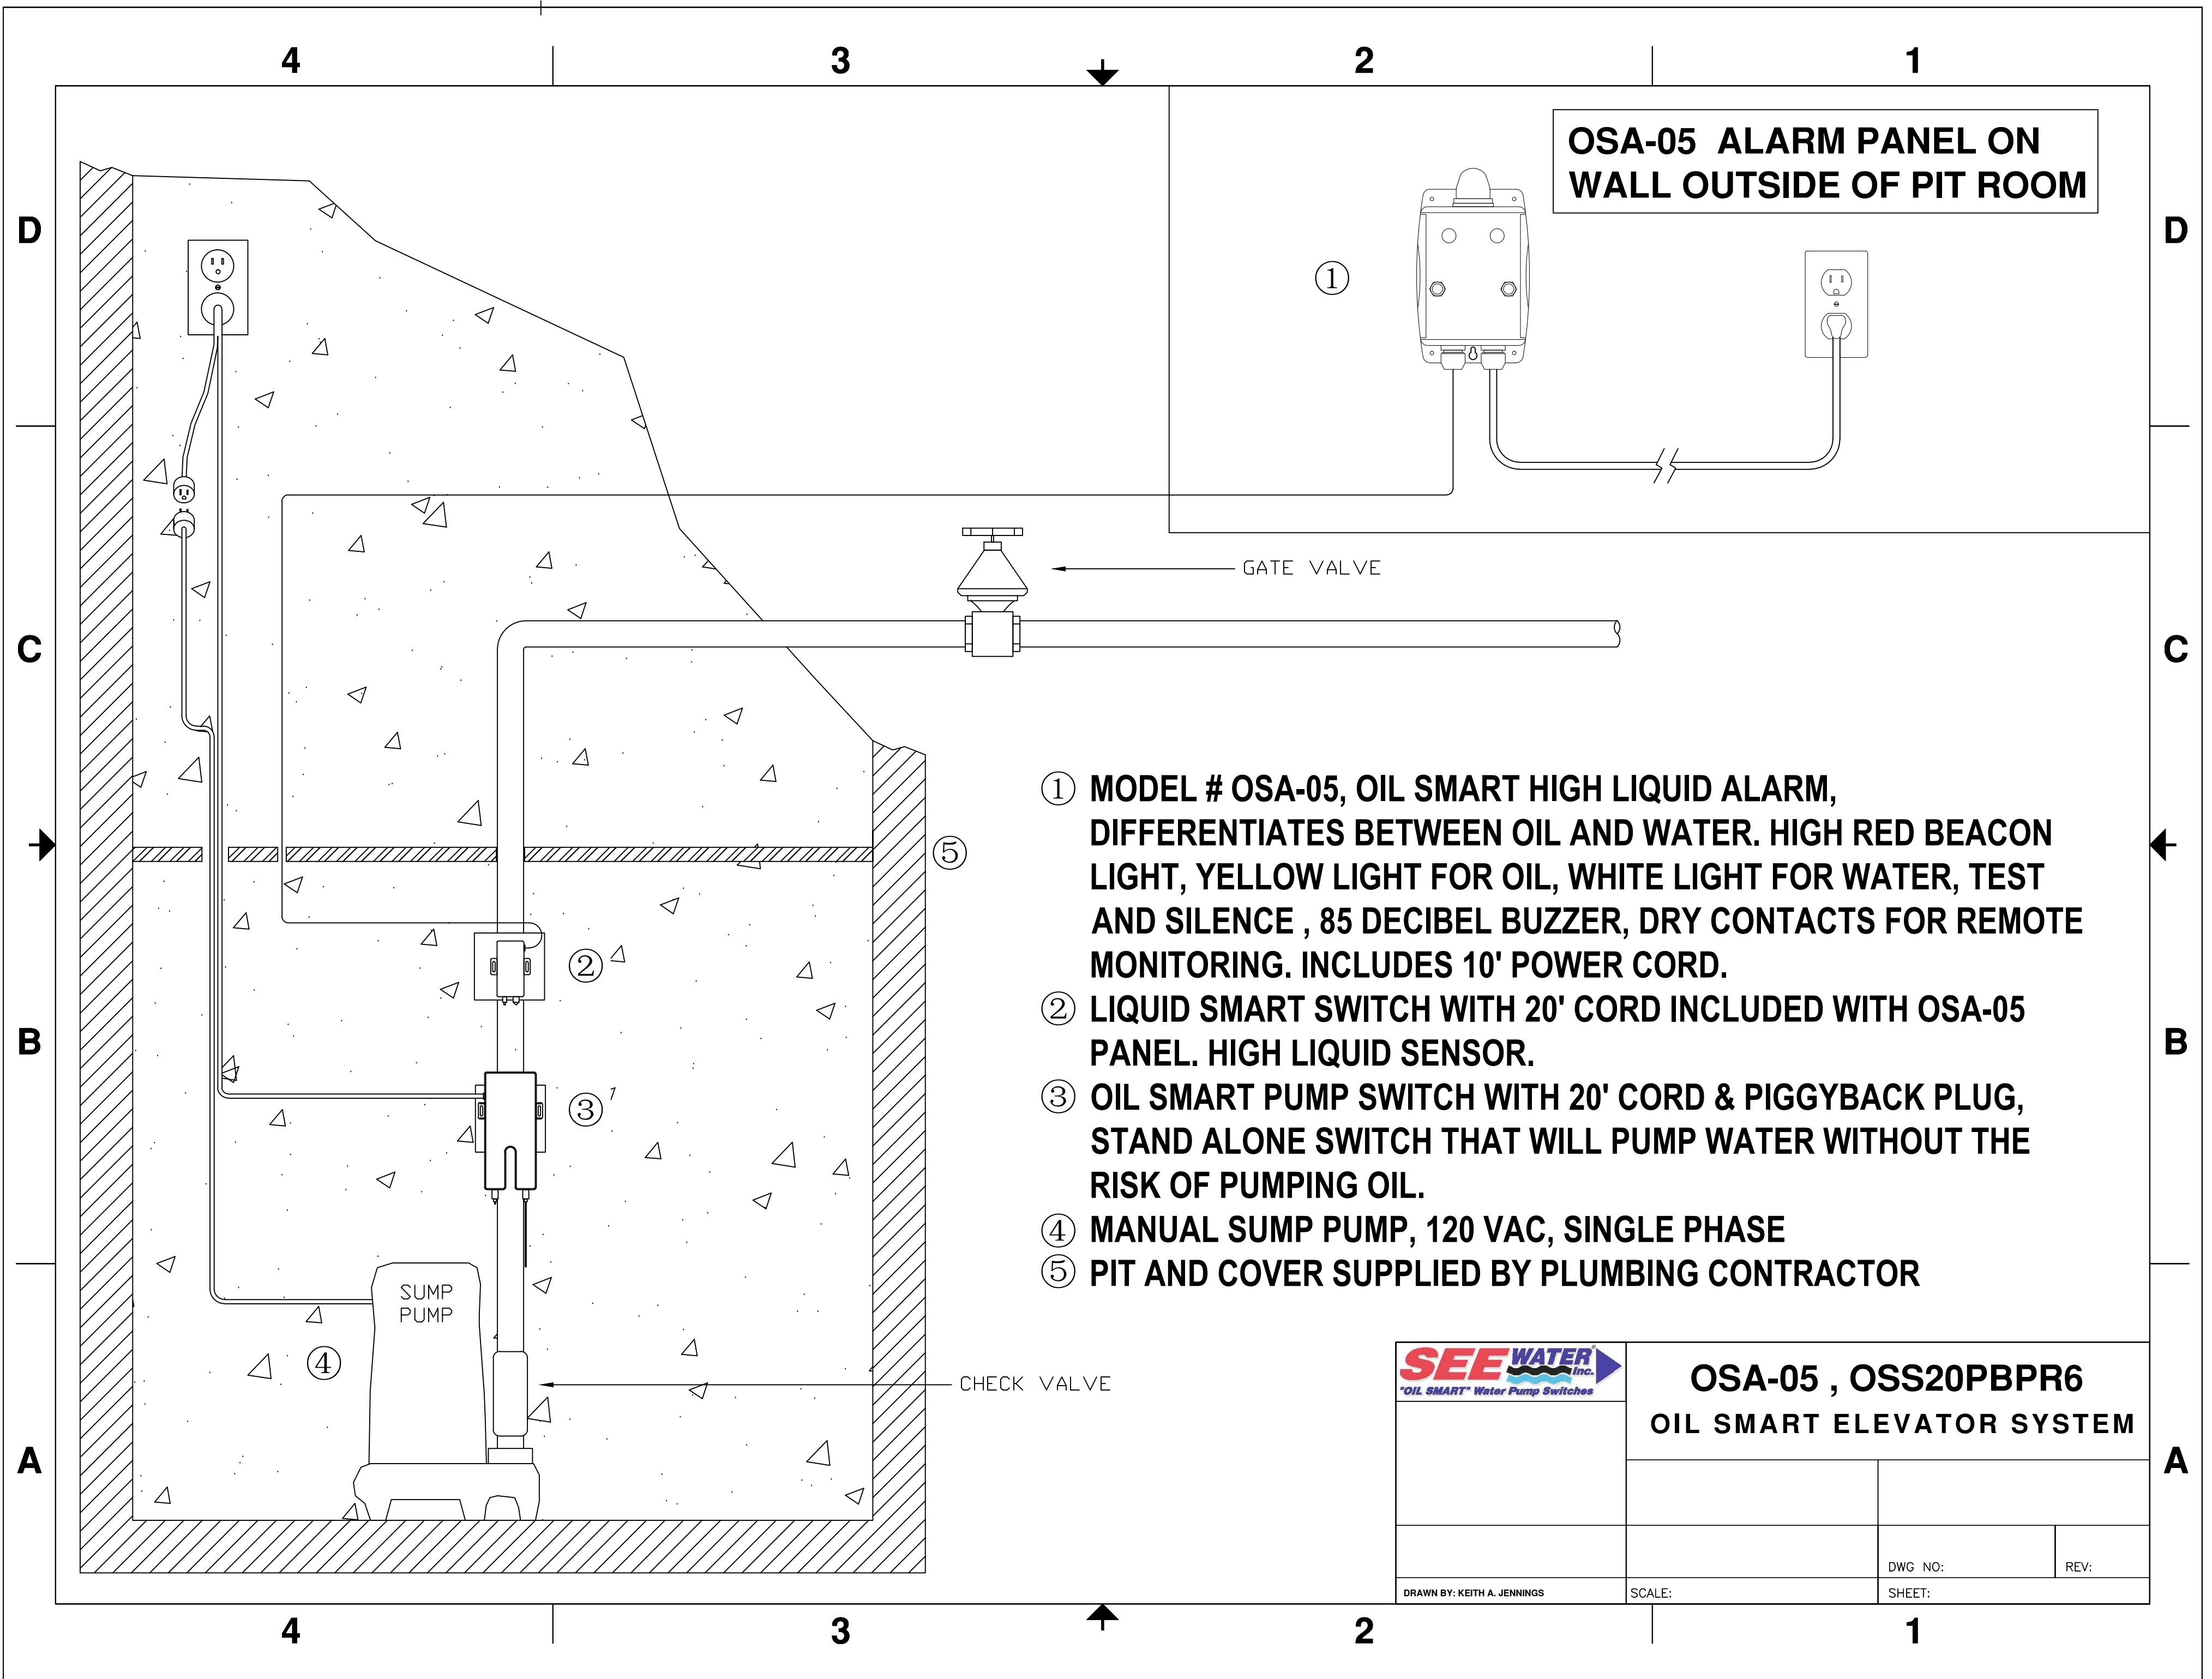 4 3 2 1
OSA-05 ALARM PANEL ON
WALL OUTSIDE OF PIT ROOM
D D
①
GATE VALVE
C C
① MODEL # OSA-05, OIL SMART HIGH LIQUID ALARM,
DIFFERENTIATES BETWEEN OIL AND WATER. HIGH RED BEACON
LIGHT, YELLOW LIGHT FOR OIL, WHITE LIGHT FOR WATER, TEST
AND SILENCE , 85 DECIBEL BUZZER, DRY CONTACTS FOR REMOTE
MONITORING. INCLUDES 10' POWER CORD.
② LIQUID SMART SWITCH WITH 20' CORD INCLUDED WITH OSA-05
PANEL. HIGH LIQUID SENSOR.
③ OIL SMART PUMP SWITCH WITH 20' CORD & PIGGYBACK PLUG,
STAND ALONE SWITCH THAT WILL PUMP WATER WITHOUT THE
RISK OF PUMPING OIL.
④ MANUAL SUMP PUMP, 120 VAC, SINGLE PHASE
⑤ PIT AND COVER SUPPLIED BY PLUMBING CONTRACTOR
⑤
②
B B
③
SUMP
PUMP
④
CHECK VALVE
SEE WATER Inc.
"OIL SMART" Water Pump Switches
OSA-05 , OSS20PBPR6
OIL SMART ELEVATOR SYSTEM
A A
DWG NO:
REV:
DRAWN BY: KEITH A. JENNINGS
SCALE:
SHEET:
4 3 2 1